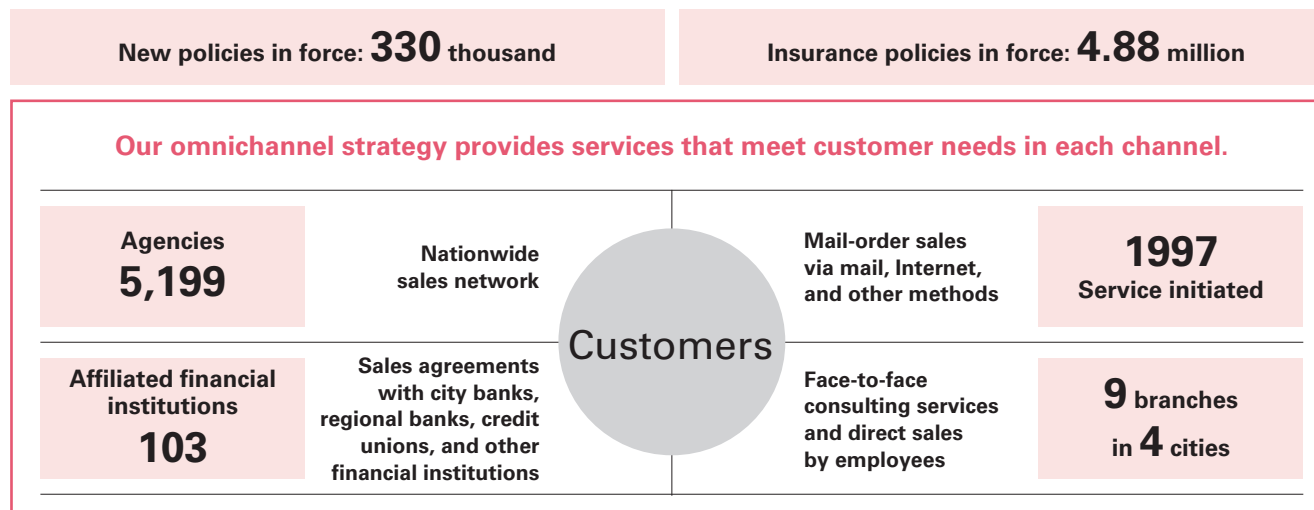 New policies in force: 330 thousand
Insurance policies in force: 4.88 million
Our omnichannel strategy provides services that meet customer needs in each channel.
Agencies
5,199
Nationwide
sales network
Mail-order sales
via mail, Internet,
and other methods
1997
Service initiated
Customers
Affiliated financial
institutions
103
Sales agreements
with city banks,
regional banks, credit
unions, and other
financial institutions
Face-to-face
consulting services
and direct sales
by employees
9 branches
in 4 cities